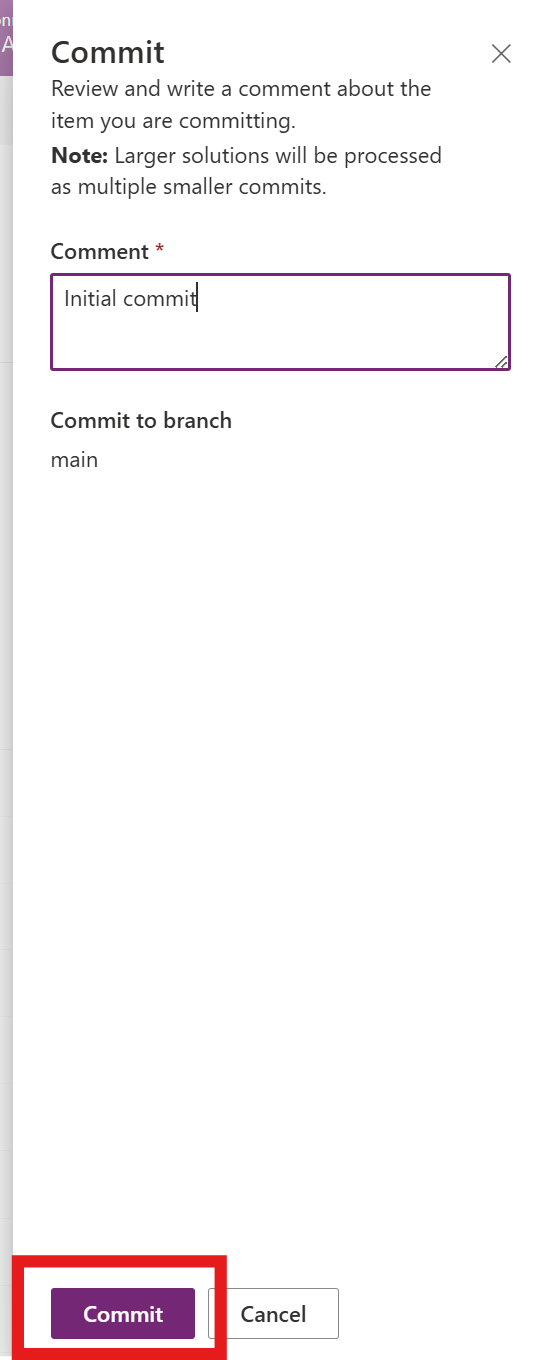 Commit
Review and write a comment about the
item you are committing.
Note: Larger solutions will be processed
as multiple smaller commits.
Comment *
Initial commit
Commit to branch
main
Commit
Cancel